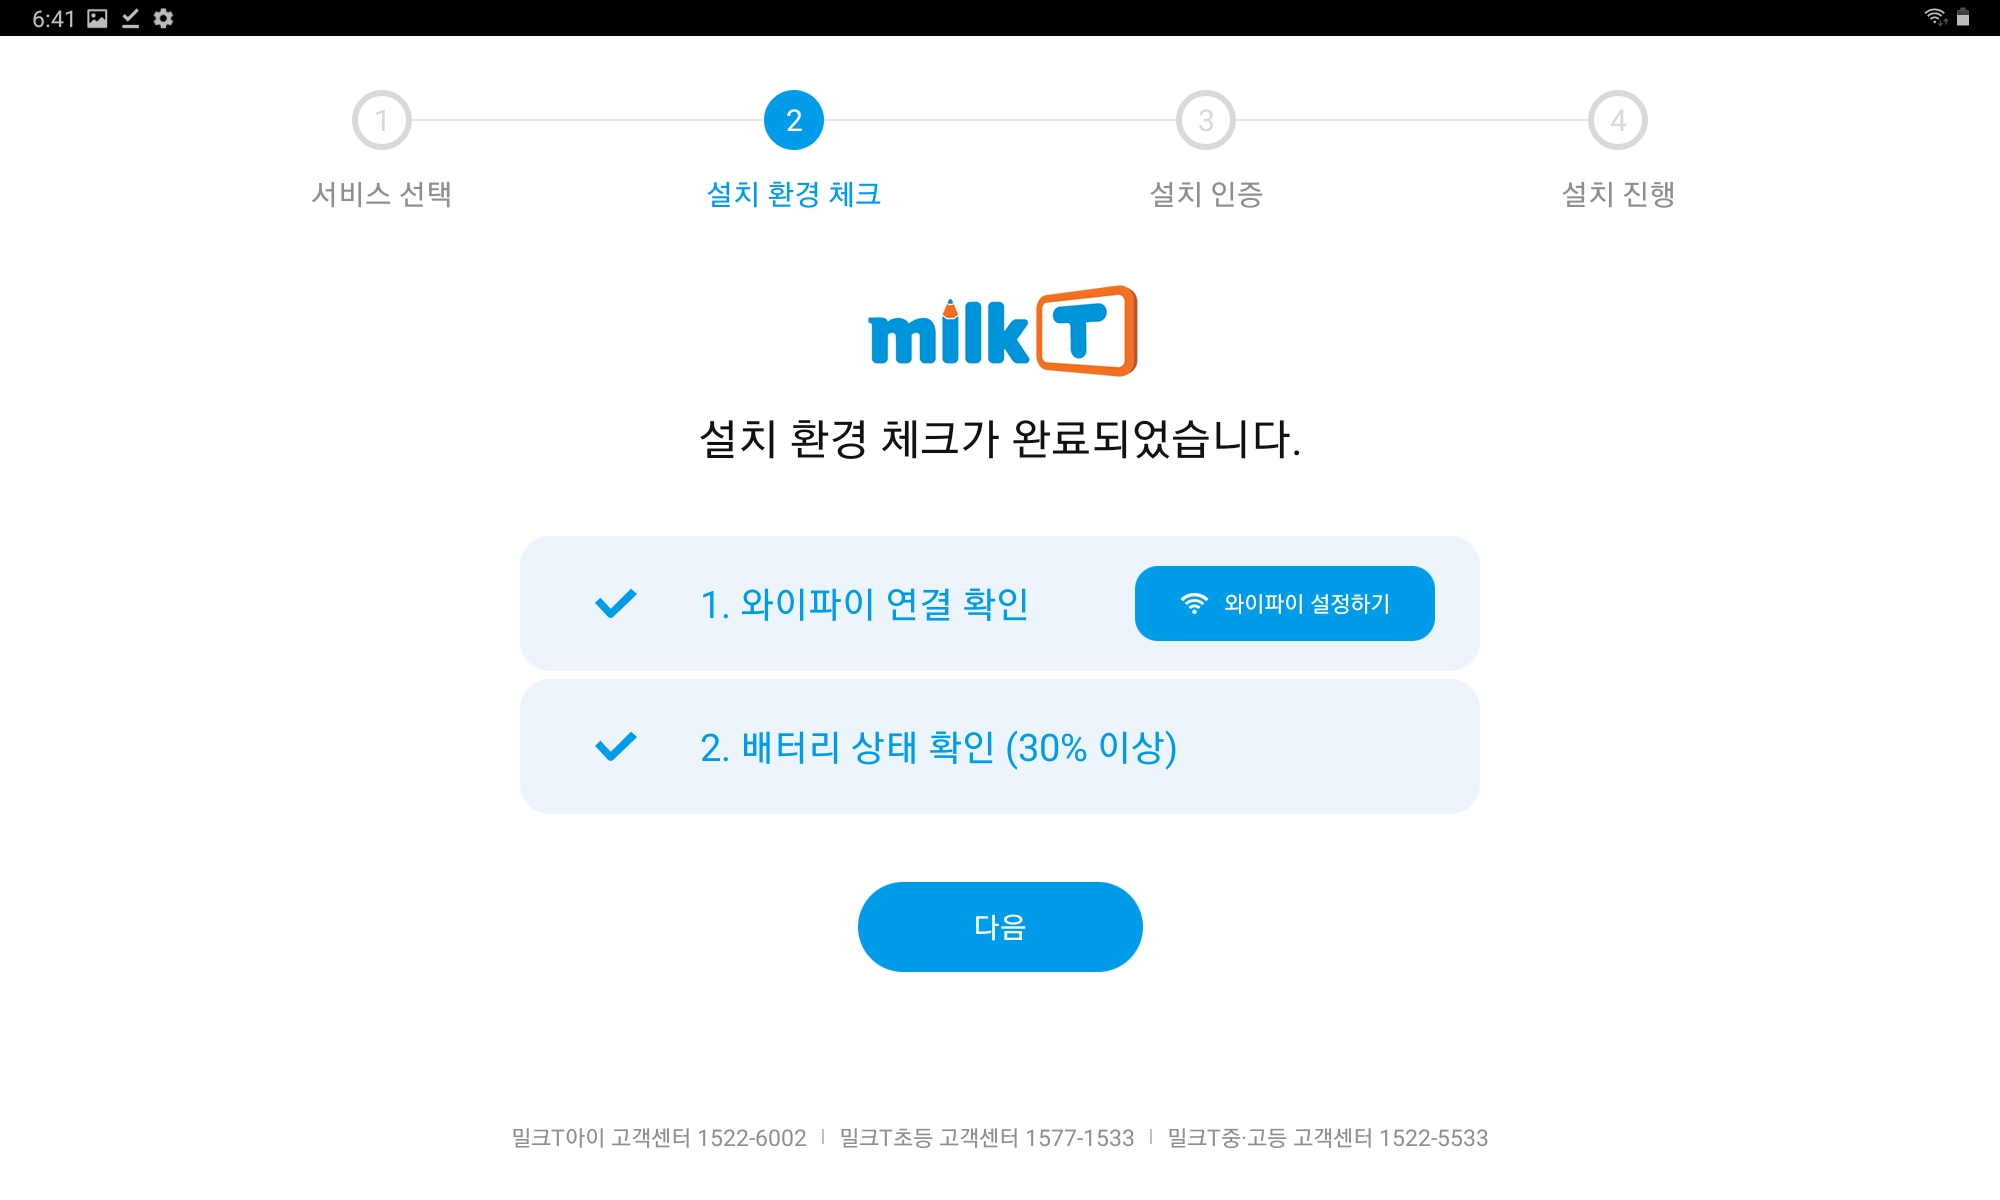 6:41
1
2
3
4
서비스 선택
설치 환경 체크
설치 인증
설치 진행
milkT
설치 환경 체크가 완료되었습니다.
1. 와이파이 연결 확인
와이파이 설정하기
2. 배터리 상태 확인 (30% 이상)
다음
밀크T아이 고객센터 1522-6002 | 밀크T초등 고객센터 1577-1533 | 밀크T중·고등 고객센터 1522-5533